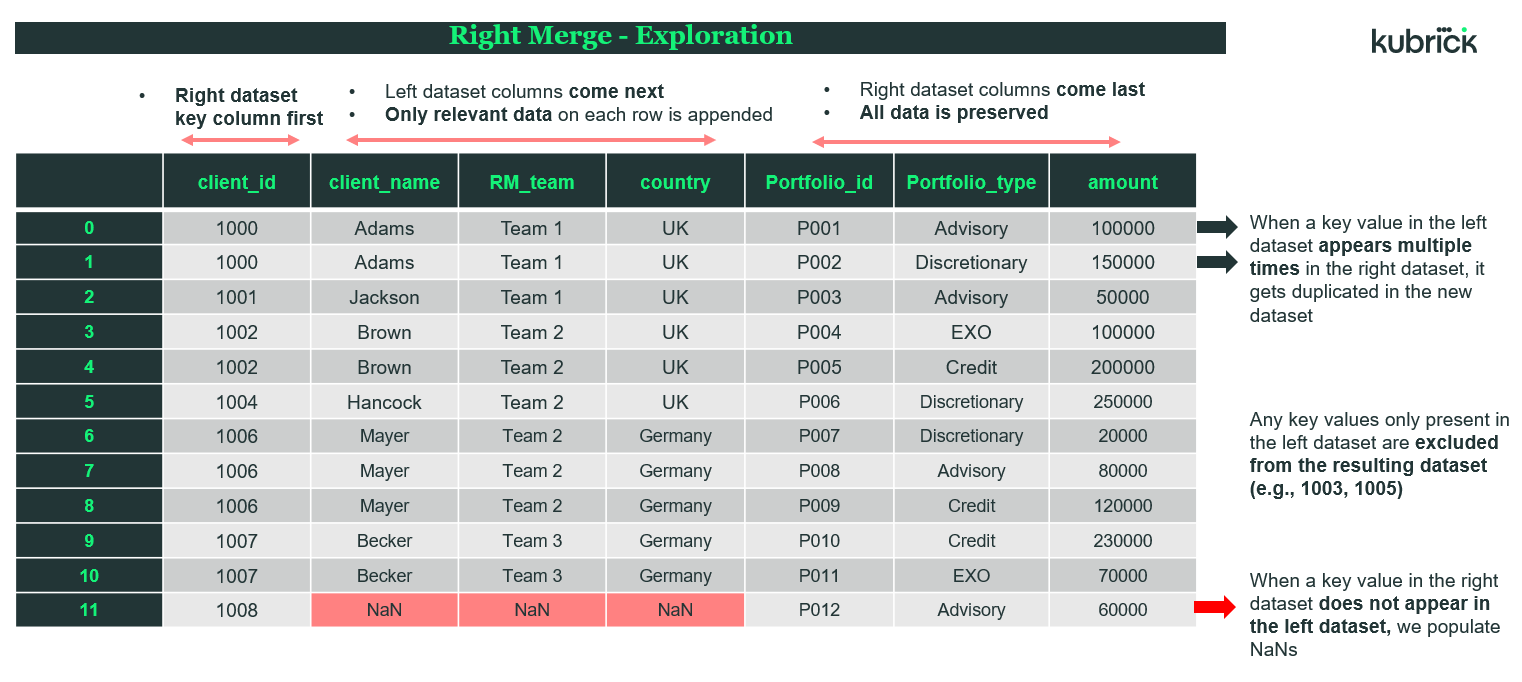 Right Merge - Exploration
kubrick
• Right dataset
key column first
• Left dataset columns come next
• Only relevant data on each row is appended
• Right dataset columns come last
• All data is preserved
client_id client_name RM_team country Portfolio_id Portfolio_type amount
0 1000 Adams Team 1 UK P001 Advisory 100000
1 1000 Adams Team 1 UK P002 Discretionary 150000
2 1001 Jackson Team 1 UK P003 Advisory 50000
3 1002 Brown Team 2 UK P004 EXO 100000
4 1002 Brown Team 2 UK P005 Credit 200000
5 1004 Hancock Team 2 UK P006 Discretionary 250000
6 1006 Mayer Team 2 Germany P007 Discretionary 20000
7 1006 Mayer Team 2 Germany P008 Advisory 80000
8 1006 Mayer Team 2 Germany P009 Credit 120000
9 1007 Becker Team 3 Germany P010 Credit 230000
10 1007 Becker Team 3 Germany P011 EXO 70000
11 1008 NaN NaN NaN P012 Advisory 60000
When a key value in the left
dataset appears multiple
times in the right dataset, it
gets duplicated in the new
dataset
Any key values only present in
the left dataset are excluded
from the resulting dataset
(e.g., 1003, 1005)
When a key value in the right
dataset does not appear in
the left dataset, we populate
NaNs